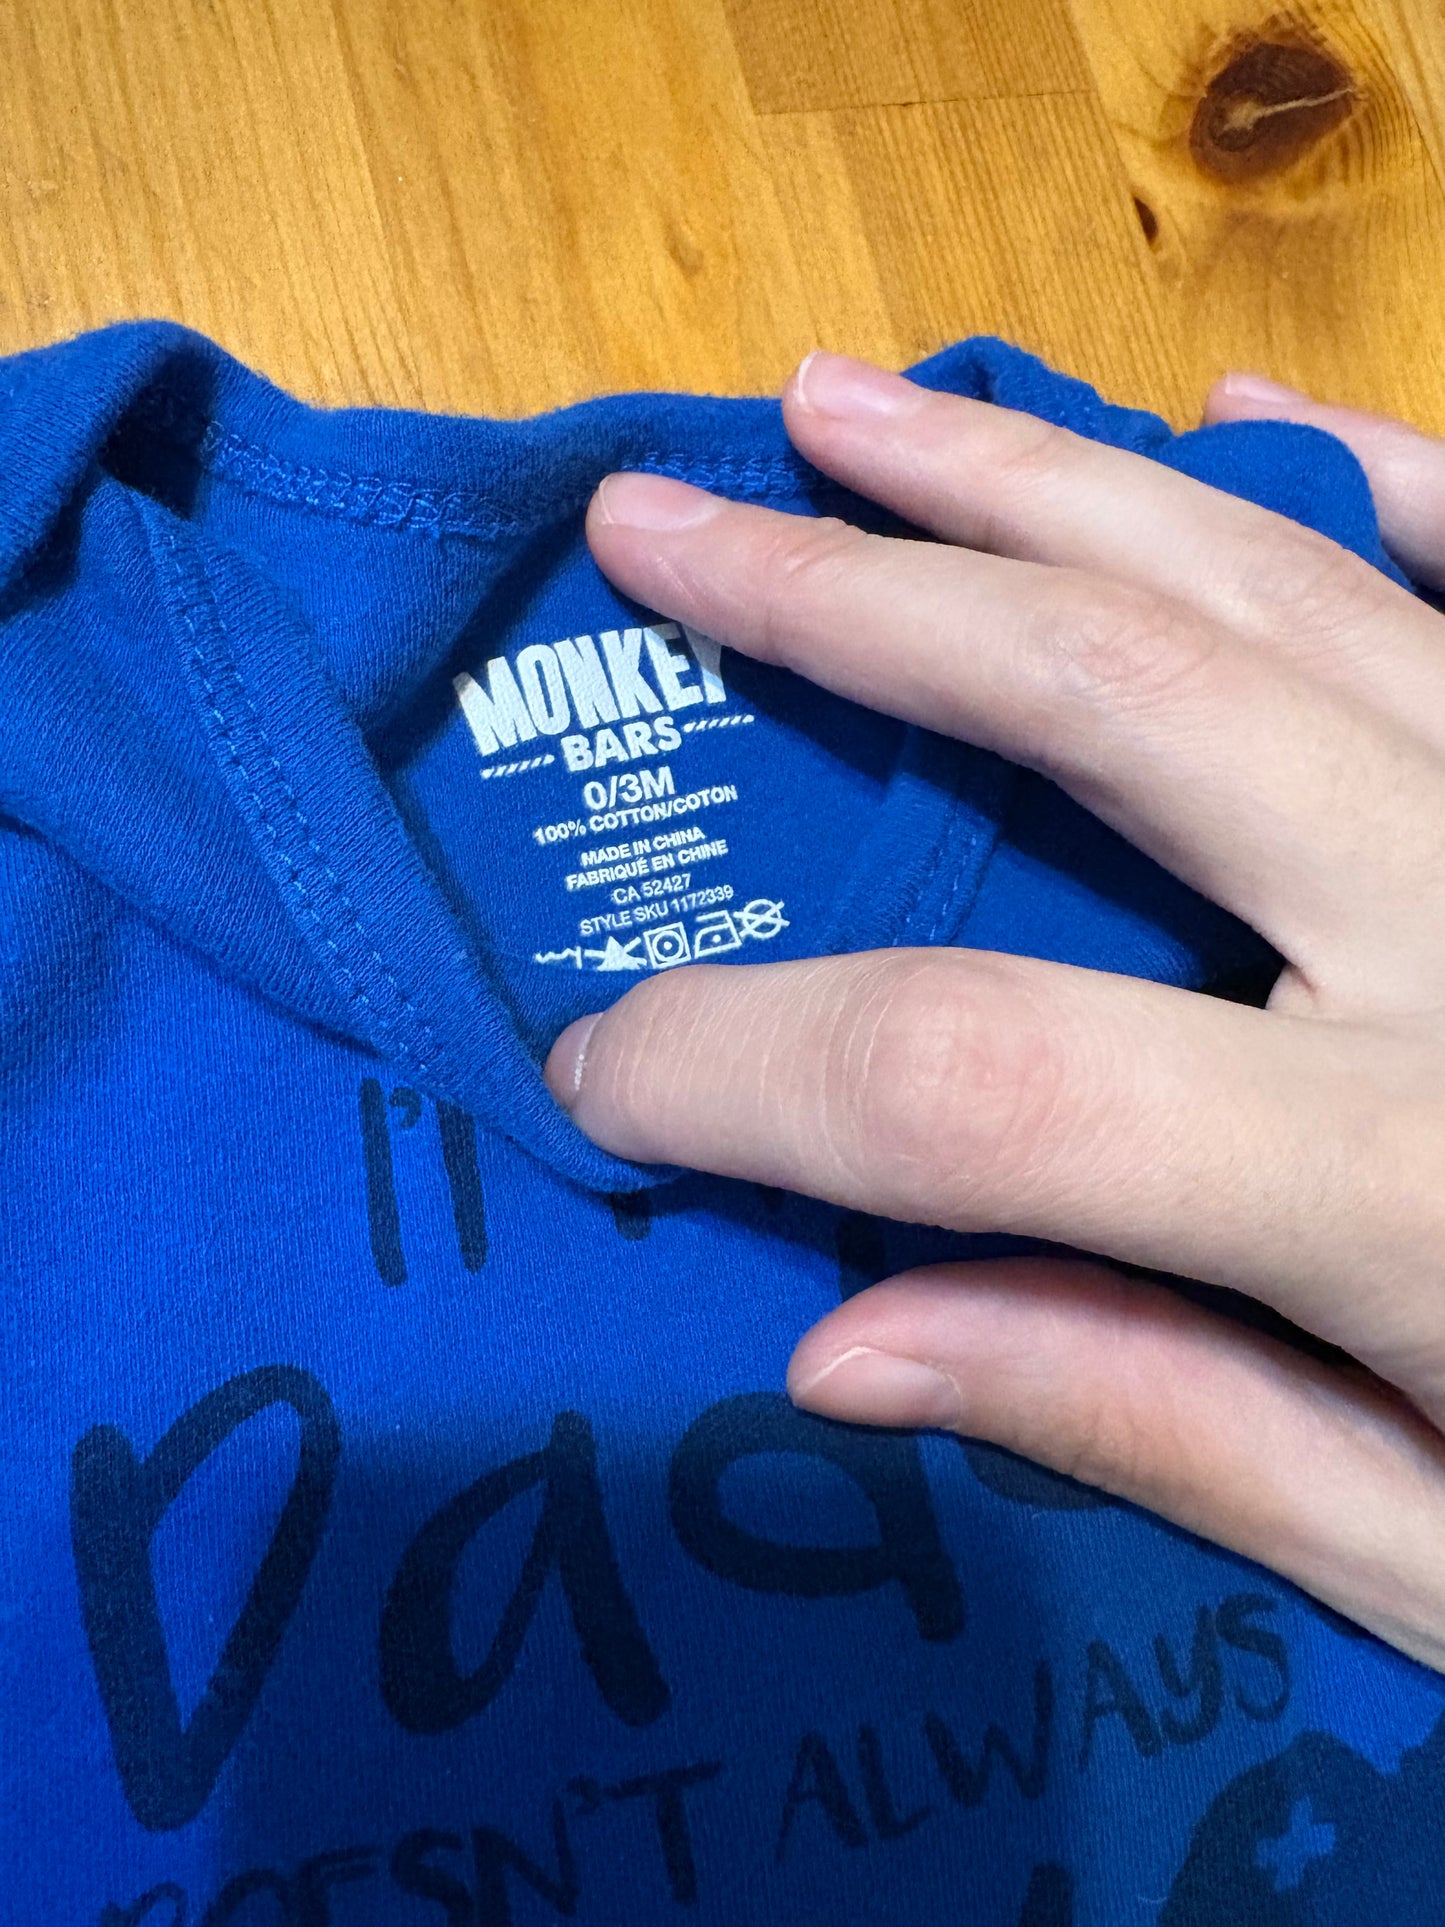 MONKEY
BARS
0/3M
100% COTTON/COTON
MADE IN CHINA
FABRIQUÉ EN CHINE
CA 52427
STYLE SKU 1172339
DOESN'T ALWAYS